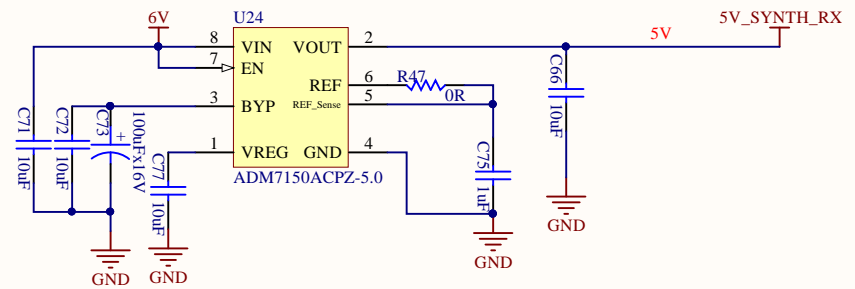 6V
U24
5V_SYNTH_RX
8
VIN
VOUT
2
5V
7
EN
REF
6
R47
0R
3
BYP
REF_Sense
5
1
VREG
GND
4
ADM7150ACPZ-5.0
C71
10uF
C72
10uF
C73
+
100uFx16V
C77
10uF
C75
1uF
C66
10uF
GND
GND
GND
GND